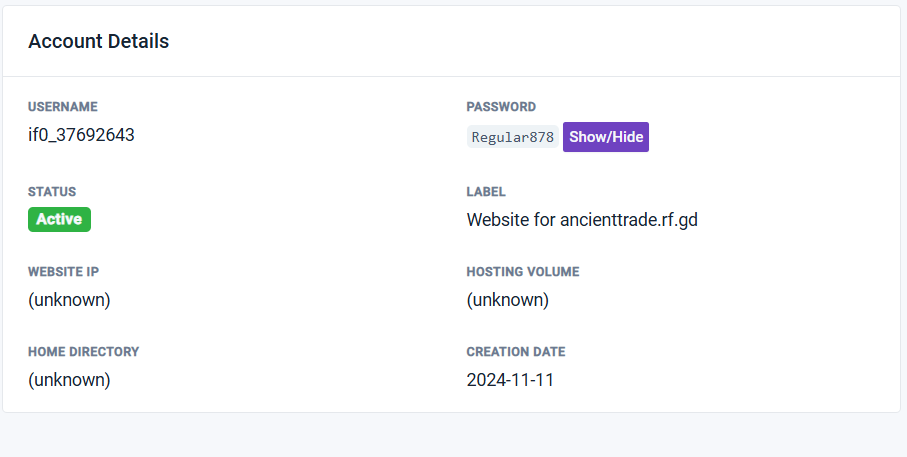 Account Details
USERNAME
if0_37692643
PASSWORD
Regular878 Show/Hide
STATUS
Active
LABEL
Website for ancienttrade.rf.gd
WEBSITE IP
(unknown)
HOSTING VOLUME
(unknown)
HOME DIRECTORY
(unknown)
CREATION DATE
2024-11-11